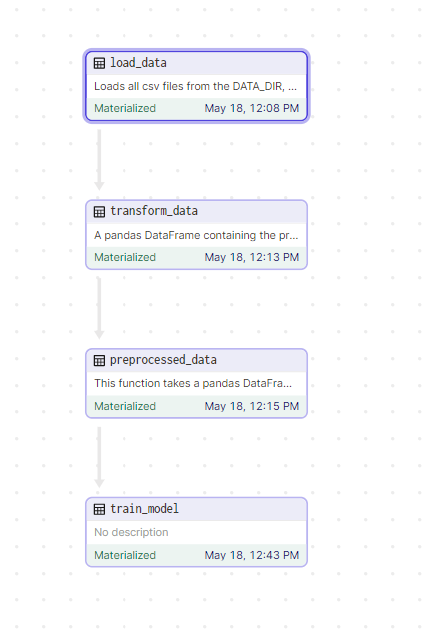 load_data
Loads all csv files from the DATA_DIR, ...
Materialized May 18, 12:08 PM
transform_data
A pandas DataFrame containing the pr...
Materialized May 18, 12:13 PM
preprocessed_data
This function takes a pandas DataFra...
Materialized May 18, 12:15 PM
train_model
No description
Materialized May 18, 12:43 PM